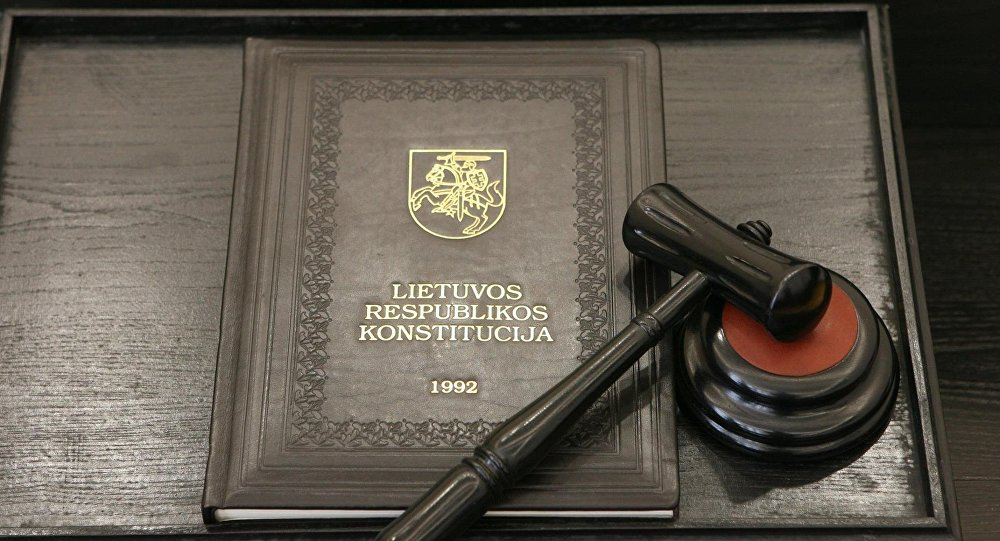 LIETUVOS
RESPUBLIKOS
KONSTITUCIJA
1992